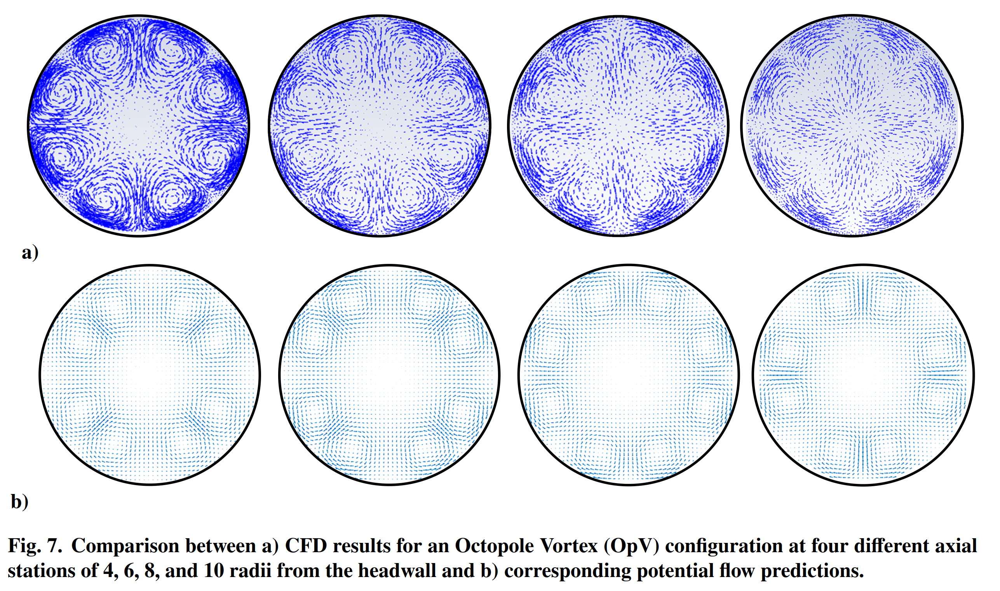 a)
b)
Fig. 7. Comparison between a) CFD results for an Octopole Vortex (OpV) configuration at four different axial
stations of 4, 6, 8, and 10 radii from the headwall and b) corresponding potential flow predictions.